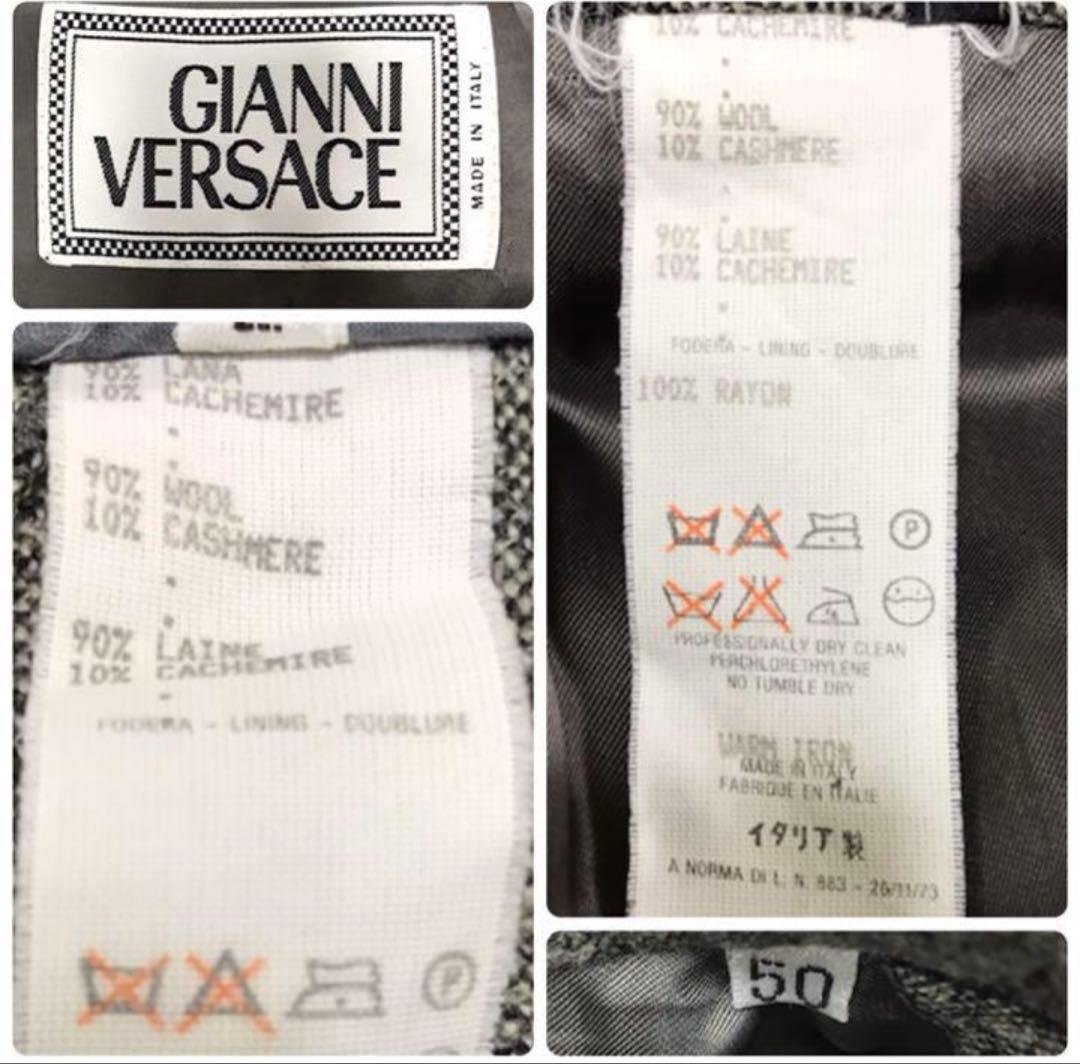 GIANNI
VERSACE
MADE IN ITALY
90% LANA
10% CACHEMIRE
90% WOOL
10% CASHMERE
90% LAINE
10% CACHEMIRE
FODERA - LINING - DOUBLURE
P
10% CACHEMIRE
90% WOOL
10% CASHMERE
90% LAINE
10% CACHEMIRE
FODERA - LINING - DOUBLURE
100% RAYON
P
PROFESSIONALLY DRY CLEAN
PERCHLORETHYLENE
NO TUMBLE DRY
WARM IRON
MADE IN ITALY
FABRIQUE EN ITALIE
イタリア製
A NORMA DI L. N. 883 - 26/11/73
50